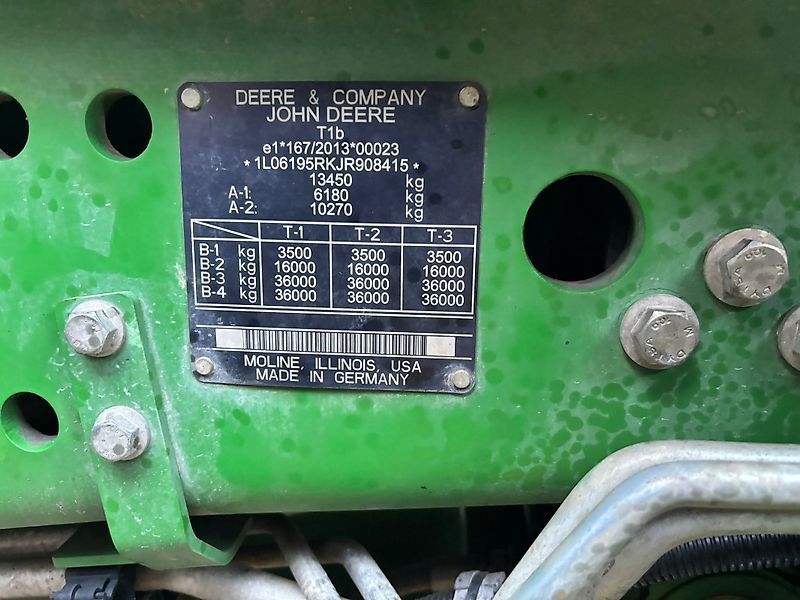 DEERE & COMPANY
JOHN DEERE
T1b
e1*167/2013*00023
*1L06195RKJR908415*
13450 kg
A-1: 6180 kg
A-2: 10270 kg
T-1 T-2 T-3
B-1 kg 3500 3500 3500
B-2 kg 16000 16000 16000
B-3 kg 36000 36000 36000
B-4 kg 36000 36000 36000
MOLINE, ILLINOIS, USA
MADE IN GERMANY